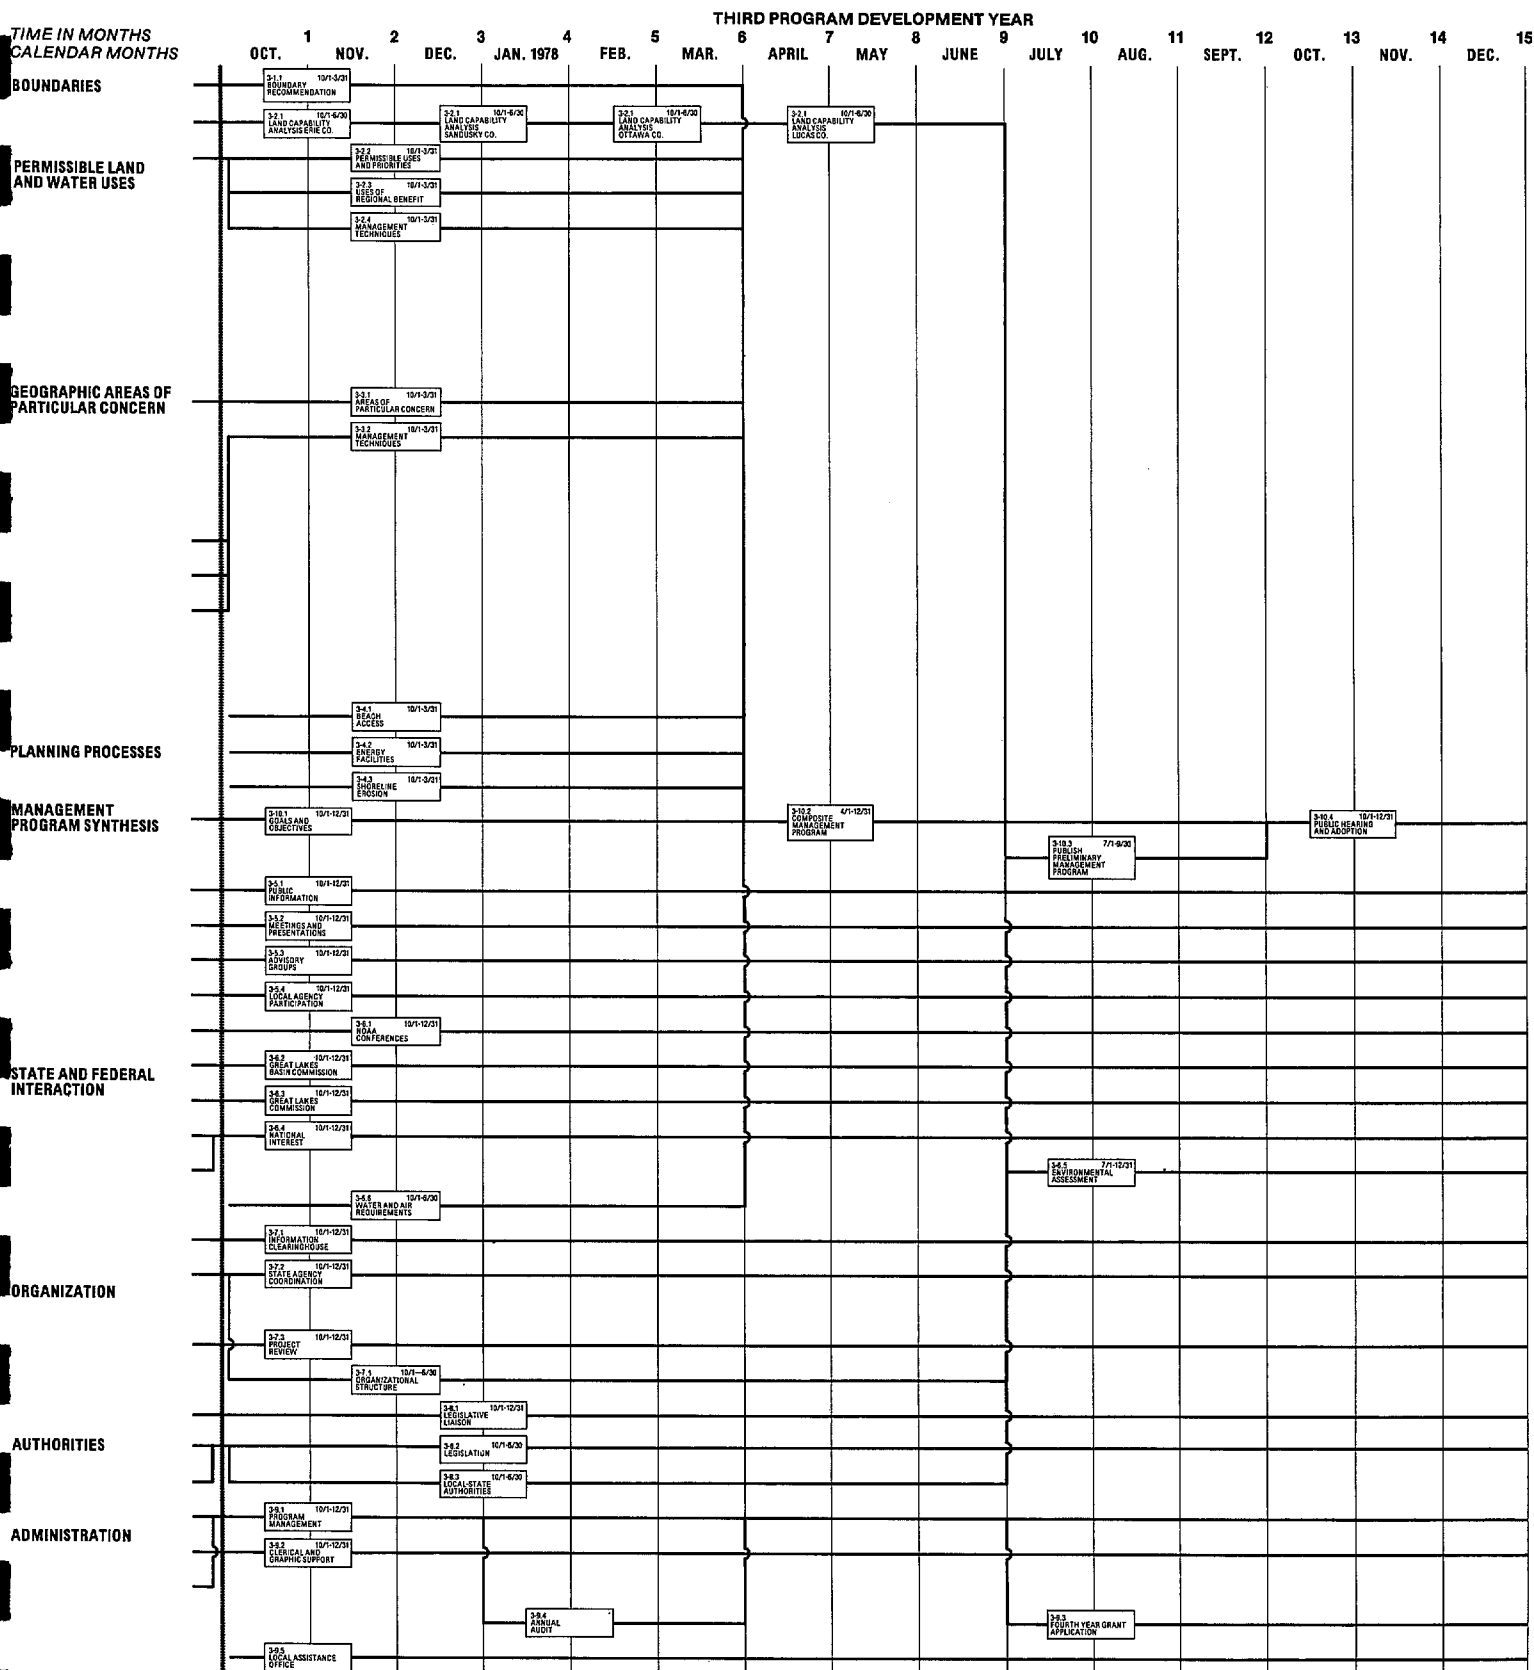 THIRD PROGRAM DEVELOPMENT YEAR
TIME IN MONTHS 1 2 3 4 5 6 7 8 9 10 11 12 13 14 15
CALENDAR MONTHS OCT. NOV. DEC. JAN. 1978 FEB. MAR. APRIL MAY JUNE JULY AUG. SEPT. OCT. NOV. DEC.
BOUNDARIES
3-1.1 10/1-3/31
BOUNDARY
RECOMMENDATION
3-2.1 10/1-6/30
LAND CAPABILITY
ANALYSIS ERIE CO.
3-2.1 10/1-6/30
LAND CAPABILITY
ANALYSIS
SANDUSKY CO.
3-2.1 10/1-6/30
LAND CAPABILITY
ANALYSIS
OTTAWA CO.
3-2.1 10/1-6/30
LAND CAPABILITY
ANALYSIS
LUCAS CO.
PERMISSIBLE LAND
AND WATER USES
3-2.2 10/1-3/31
PERMISSIBLE USES
AND PRIORITIES
3-2.3 10/1-3/31
USES OF
REGIONAL BENEFIT
3-2.4 10/1-3/31
MANAGEMENT
TECHNIQUES
GEOGRAPHIC AREAS OF
PARTICULAR CONCERN
3-3.1 10/1-3/31
AREAS OF
PARTICULAR CONCERN
3-3.2 10/1-3/31
MANAGEMENT
TECHNIQUES
3-4.1 10/1-3/31
BEACH
ACCESS
PLANNING PROCESSES
3-4.2 10/1-3/31
ENERGY
FACILITIES
3-4.3 10/1-3/31
SHORELINE
EROSION
MANAGEMENT
PROGRAM SYNTHESIS
3-10.1 10/1-12/31
GOALS AND
OBJECTIVES
3-10.2 4/1-12/31
COMPOSITE
MANAGEMENT
PROGRAM
3-10.4 10/1-12/31
PUBLIC HEARING
AND ADOPTION
3-10.3 7/1-9/30
PUBLISH
PRELIMINARY
MANAGEMENT
PROGRAM
3-5.1 10/1-12/31
PUBLIC
INFORMATION
3-5.2 10/1-12/31
MEETINGS AND
PRESENTATIONS
3-5.3 10/1-12/31
ADVISORY
GROUPS
3-5.4 10/1-12/31
LOCAL AGENCY
PARTICIPATION
3-6.1 10/1-12/31
NOAA
CONFERENCES
STATE AND FEDERAL
INTERACTION
3-6.2 10/1-12/31
GREAT LAKES
BASIN COMMISSION
3-6.3 10/1-12/31
GREAT LAKES
COMMISSION
3-6.4 10/1-12/31
NATIONAL
INTEREST
3-6.5 7/1-12/31
ENVIRONMENTAL
ASSESSMENT
3-6.6 10/1-6/30
WATER AND AIR
REQUIREMENTS
3-7.1 10/1-12/31
INFORMATION
CLEARINGHOUSE
3-7.2 10/1-12/31
STATE AGENCY
COORDINATION
ORGANIZATION
3-7.3 10/1-12/31
PROJECT
REVIEW
10/1—6/30
ORGANIZATIONAL
STRUCTURE
3-8.1 10/1-12/31
LEGISLATIVE
LIAISON
AUTHORITIES
3-8.2 10/1-6/30
LEGISLATION
3-8.3 10/1-6/30
LOCAL-STATE
AUTHORITIES
ADMINISTRATION
3-9.1 10/1-12/31
PROGRAM
MANAGEMENT
3-9.2 10/1-12/31
CLERICAL AND
GRAPHIC SUPPORT
3-9.4
ANNUAL
AUDIT
3-9.3
FOURTH YEAR GRANT
APPLICATION
3-9.5
LOCAL ASSISTANCE
OFFICE